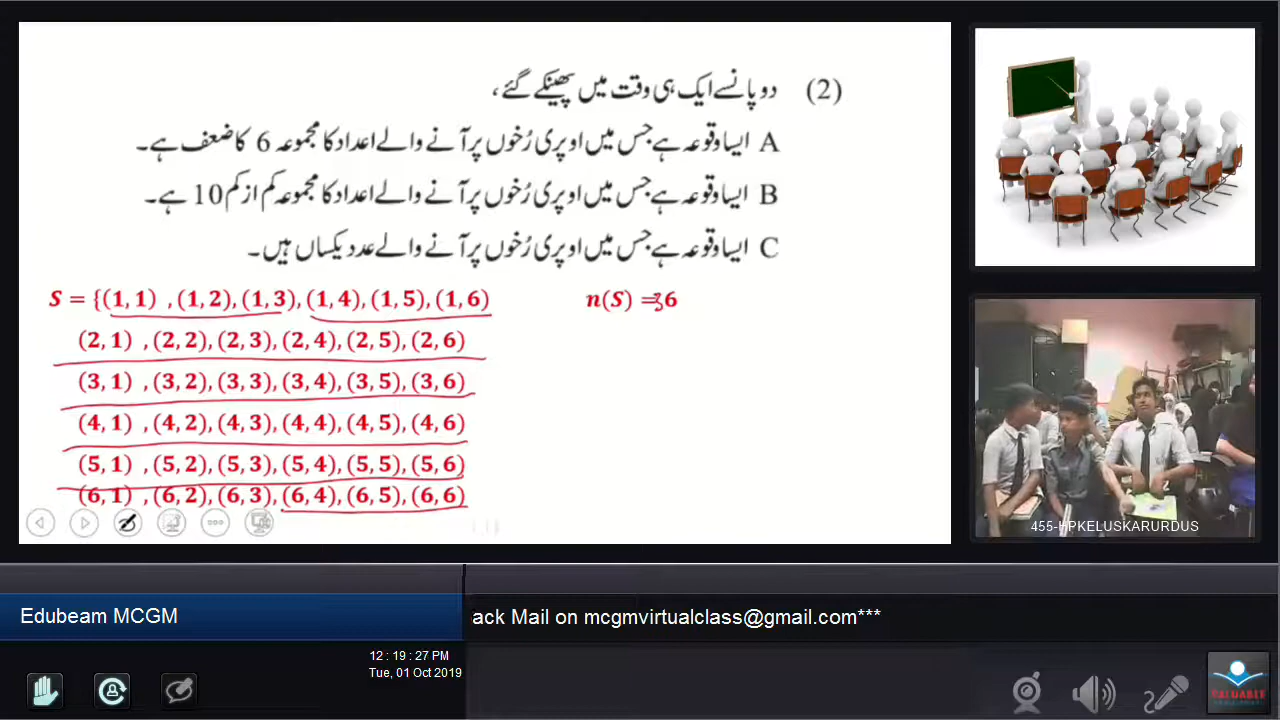 (2) دو پانسے ایک ہی وقت میں پھینکے گئے،
A ایسا وقوعہ ہے جس میں اوپری رُخوں پر آنے والے اعداد کا مجموعہ 6 کا ضعف ہے۔
B ایسا وقوعہ ہے جس میں اوپری رُخوں پر آنے والے اعداد کا مجموعہ کم از کم 10 ہے۔
C ایسا وقوعہ ہے جس میں اوپری رُخوں پر آنے والے عدد یکساں ہیں۔
S = {(1, 1) , (1, 2), (1, 3), (1, 4), (1, 5), (1, 6) n(S) = 36
(2, 1) , (2, 2), (2, 3), (2, 4), (2, 5), (2, 6)
(3, 1) , (3, 2), (3, 3), (3, 4), (3, 5), (3, 6)
(4, 1) , (4, 2), (4, 3), (4, 4), (4, 5), (4, 6)
(5, 1) , (5, 2), (5, 3), (5, 4), (5, 5), (5, 6)
(6, 1) , (6, 2), (6, 3), (6, 4), (6, 5), (6, 6)
455-HPKELUSKARURDUS
Edubeam MCGM
ack Mail on mcgmvirtualclass@gmail.com***
12 : 19 : 27 PM
Tue, 01 Oct 2019